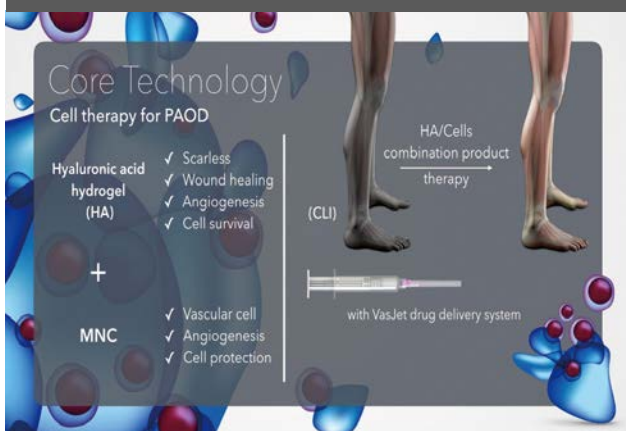 Core Technology
Cell therapy for PAOD
Hyaluronic acid
hydrogel
(HA)
✓ Scarless
✓ Wound healing
✓ Angiogenesis
✓ Cell survival
+
MNC
✓ Vascular cell
✓ Angiogenesis
✓ Cell protection
(CLI)
HA/Cells
combination product
therapy
with VasJet drug delivery system